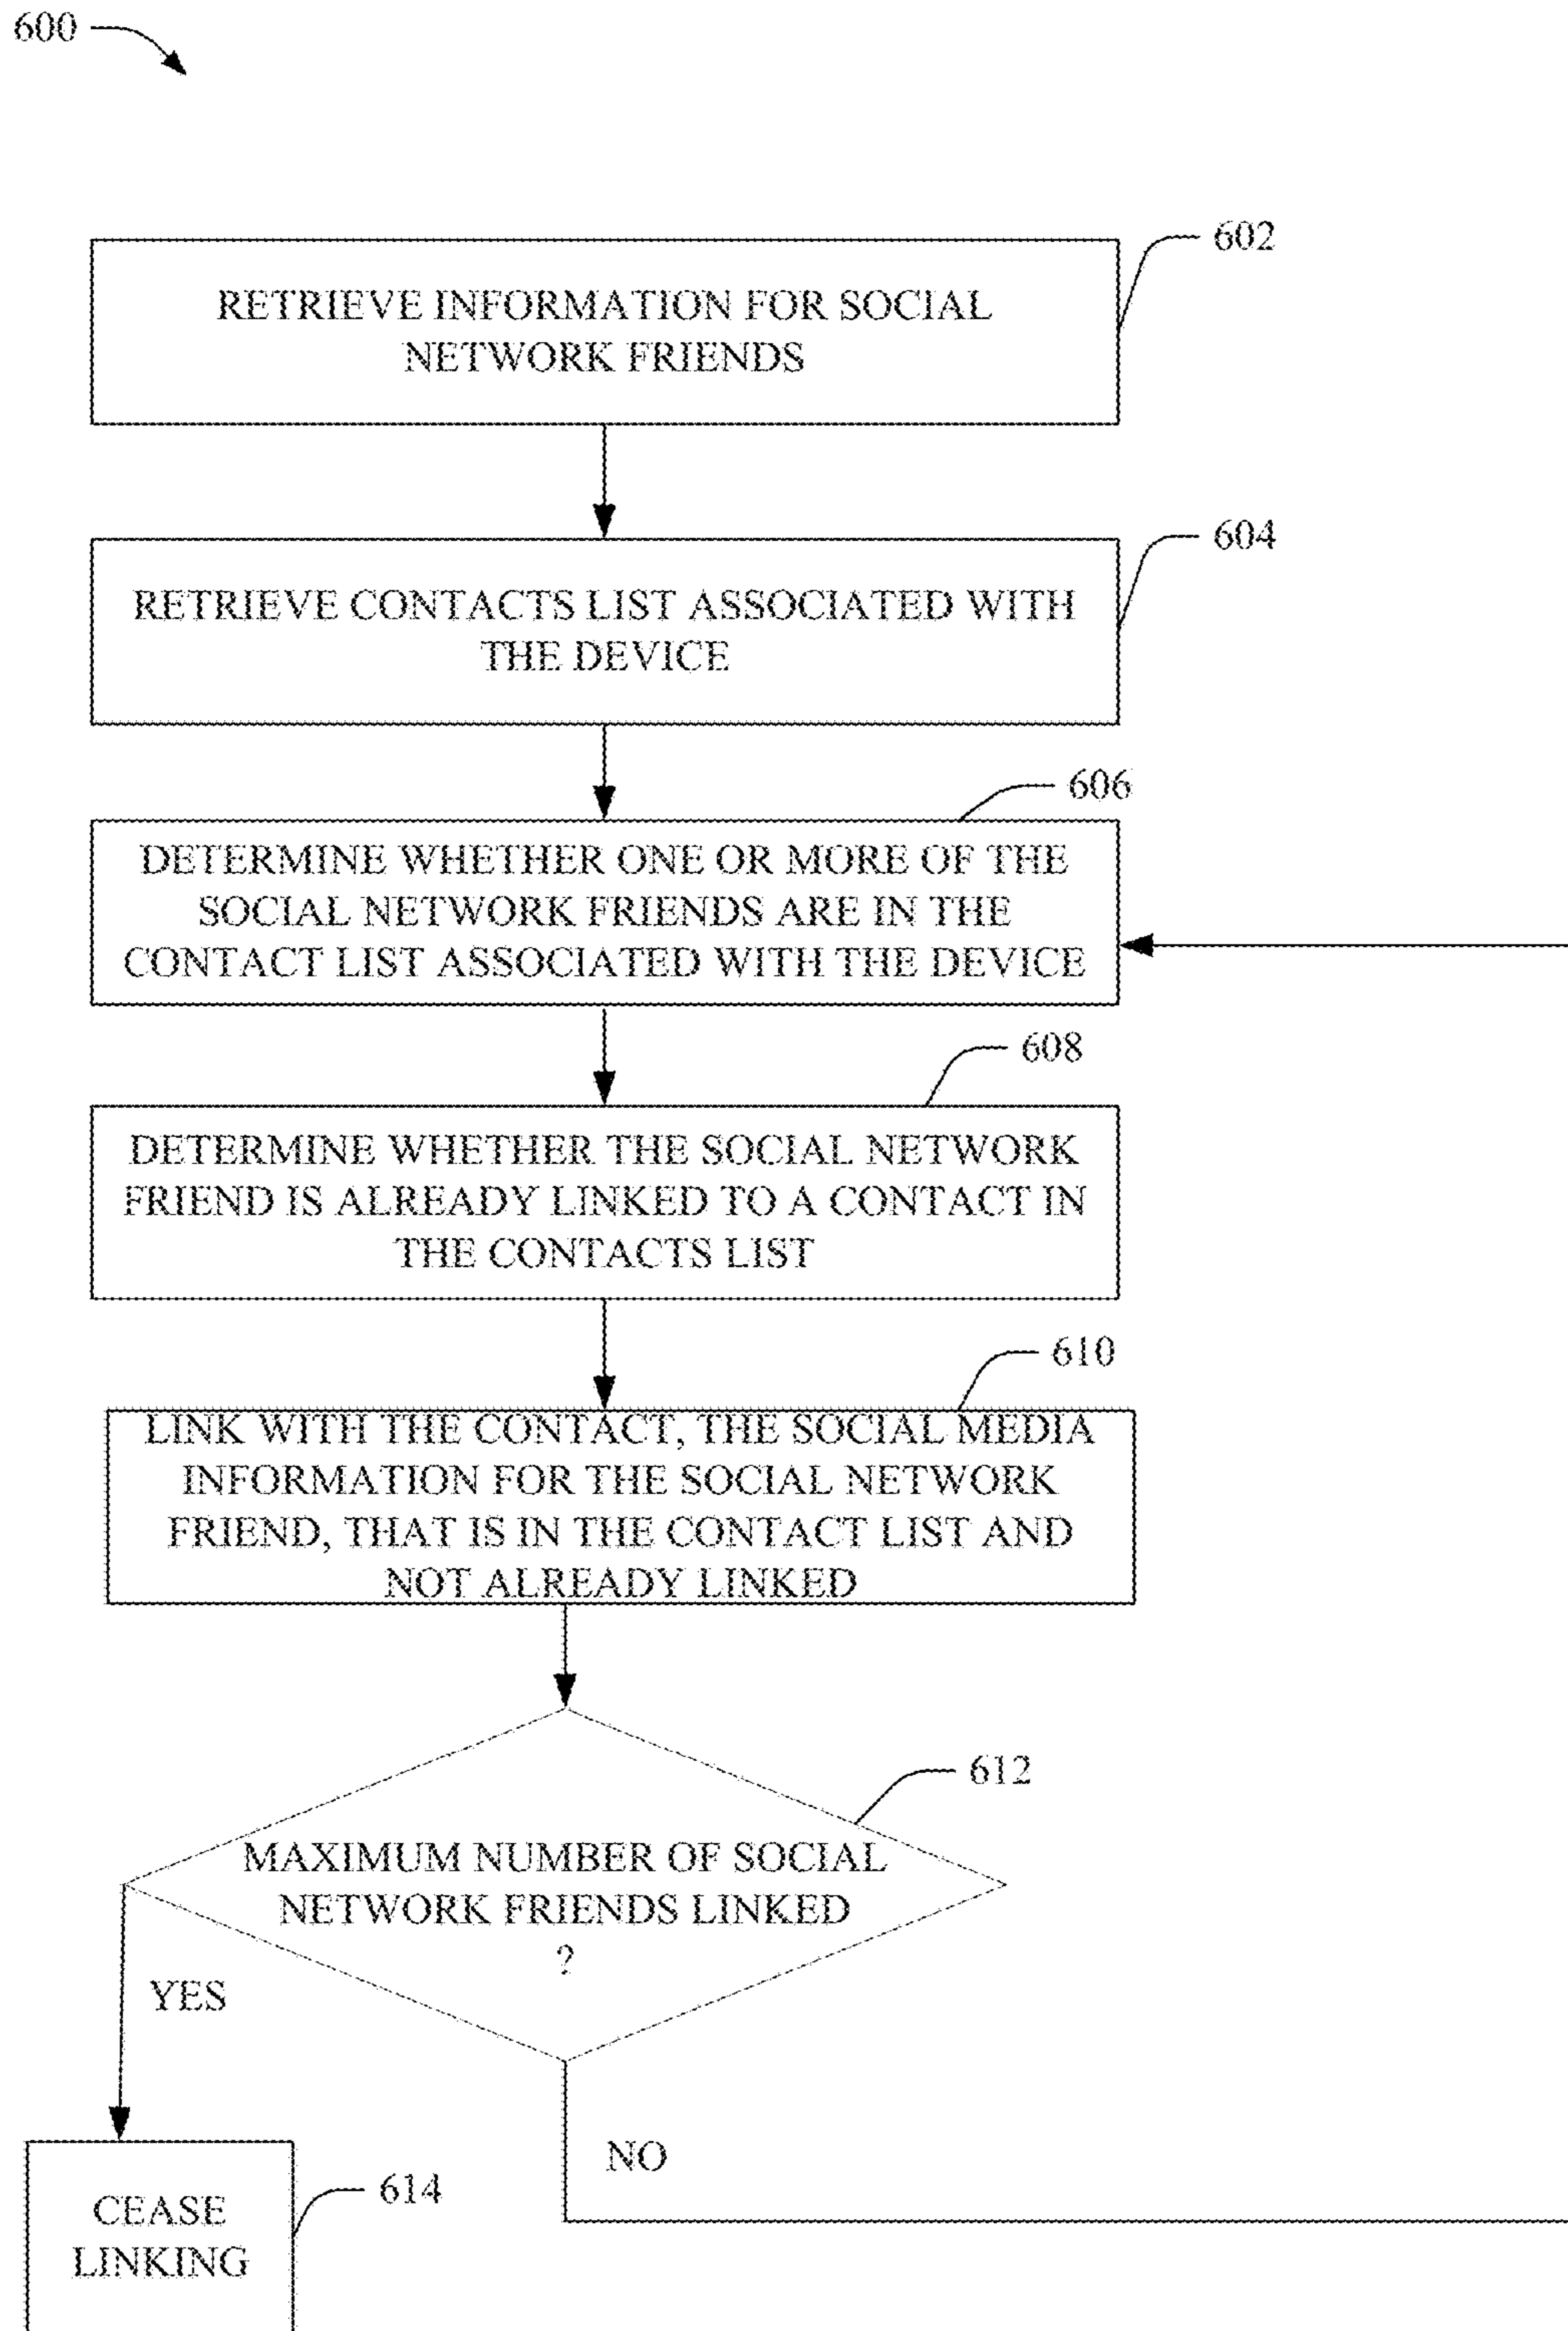 600
602
RETRIEVE INFORMATION FOR SOCIAL
NETWORK FRIENDS
604
RETRIEVE CONTACTS LIST ASSOCIATED WITH
THE DEVICE
606
DETERMINE WHETHER ONE OR MORE OF THE
SOCIAL NETWORK FRIENDS ARE IN THE
CONTACT LIST ASSOCIATED WITH THE DEVICE
608
DETERMINE WHETHER THE SOCIAL NETWORK
FRIEND IS ALREADY LINKED TO A CONTACT IN
THE CONTACTS LIST
610
LINK WITH THE CONTACT, THE SOCIAL MEDIA
INFORMATION FOR THE SOCIAL NETWORK
FRIEND, THAT IS IN THE CONTACT LIST AND
NOT ALREADY LINKED
612
MAXIMUM NUMBER OF SOCIAL
NETWORK FRIENDS LINKED
?
YES
NO
614
CEASE
LINKING